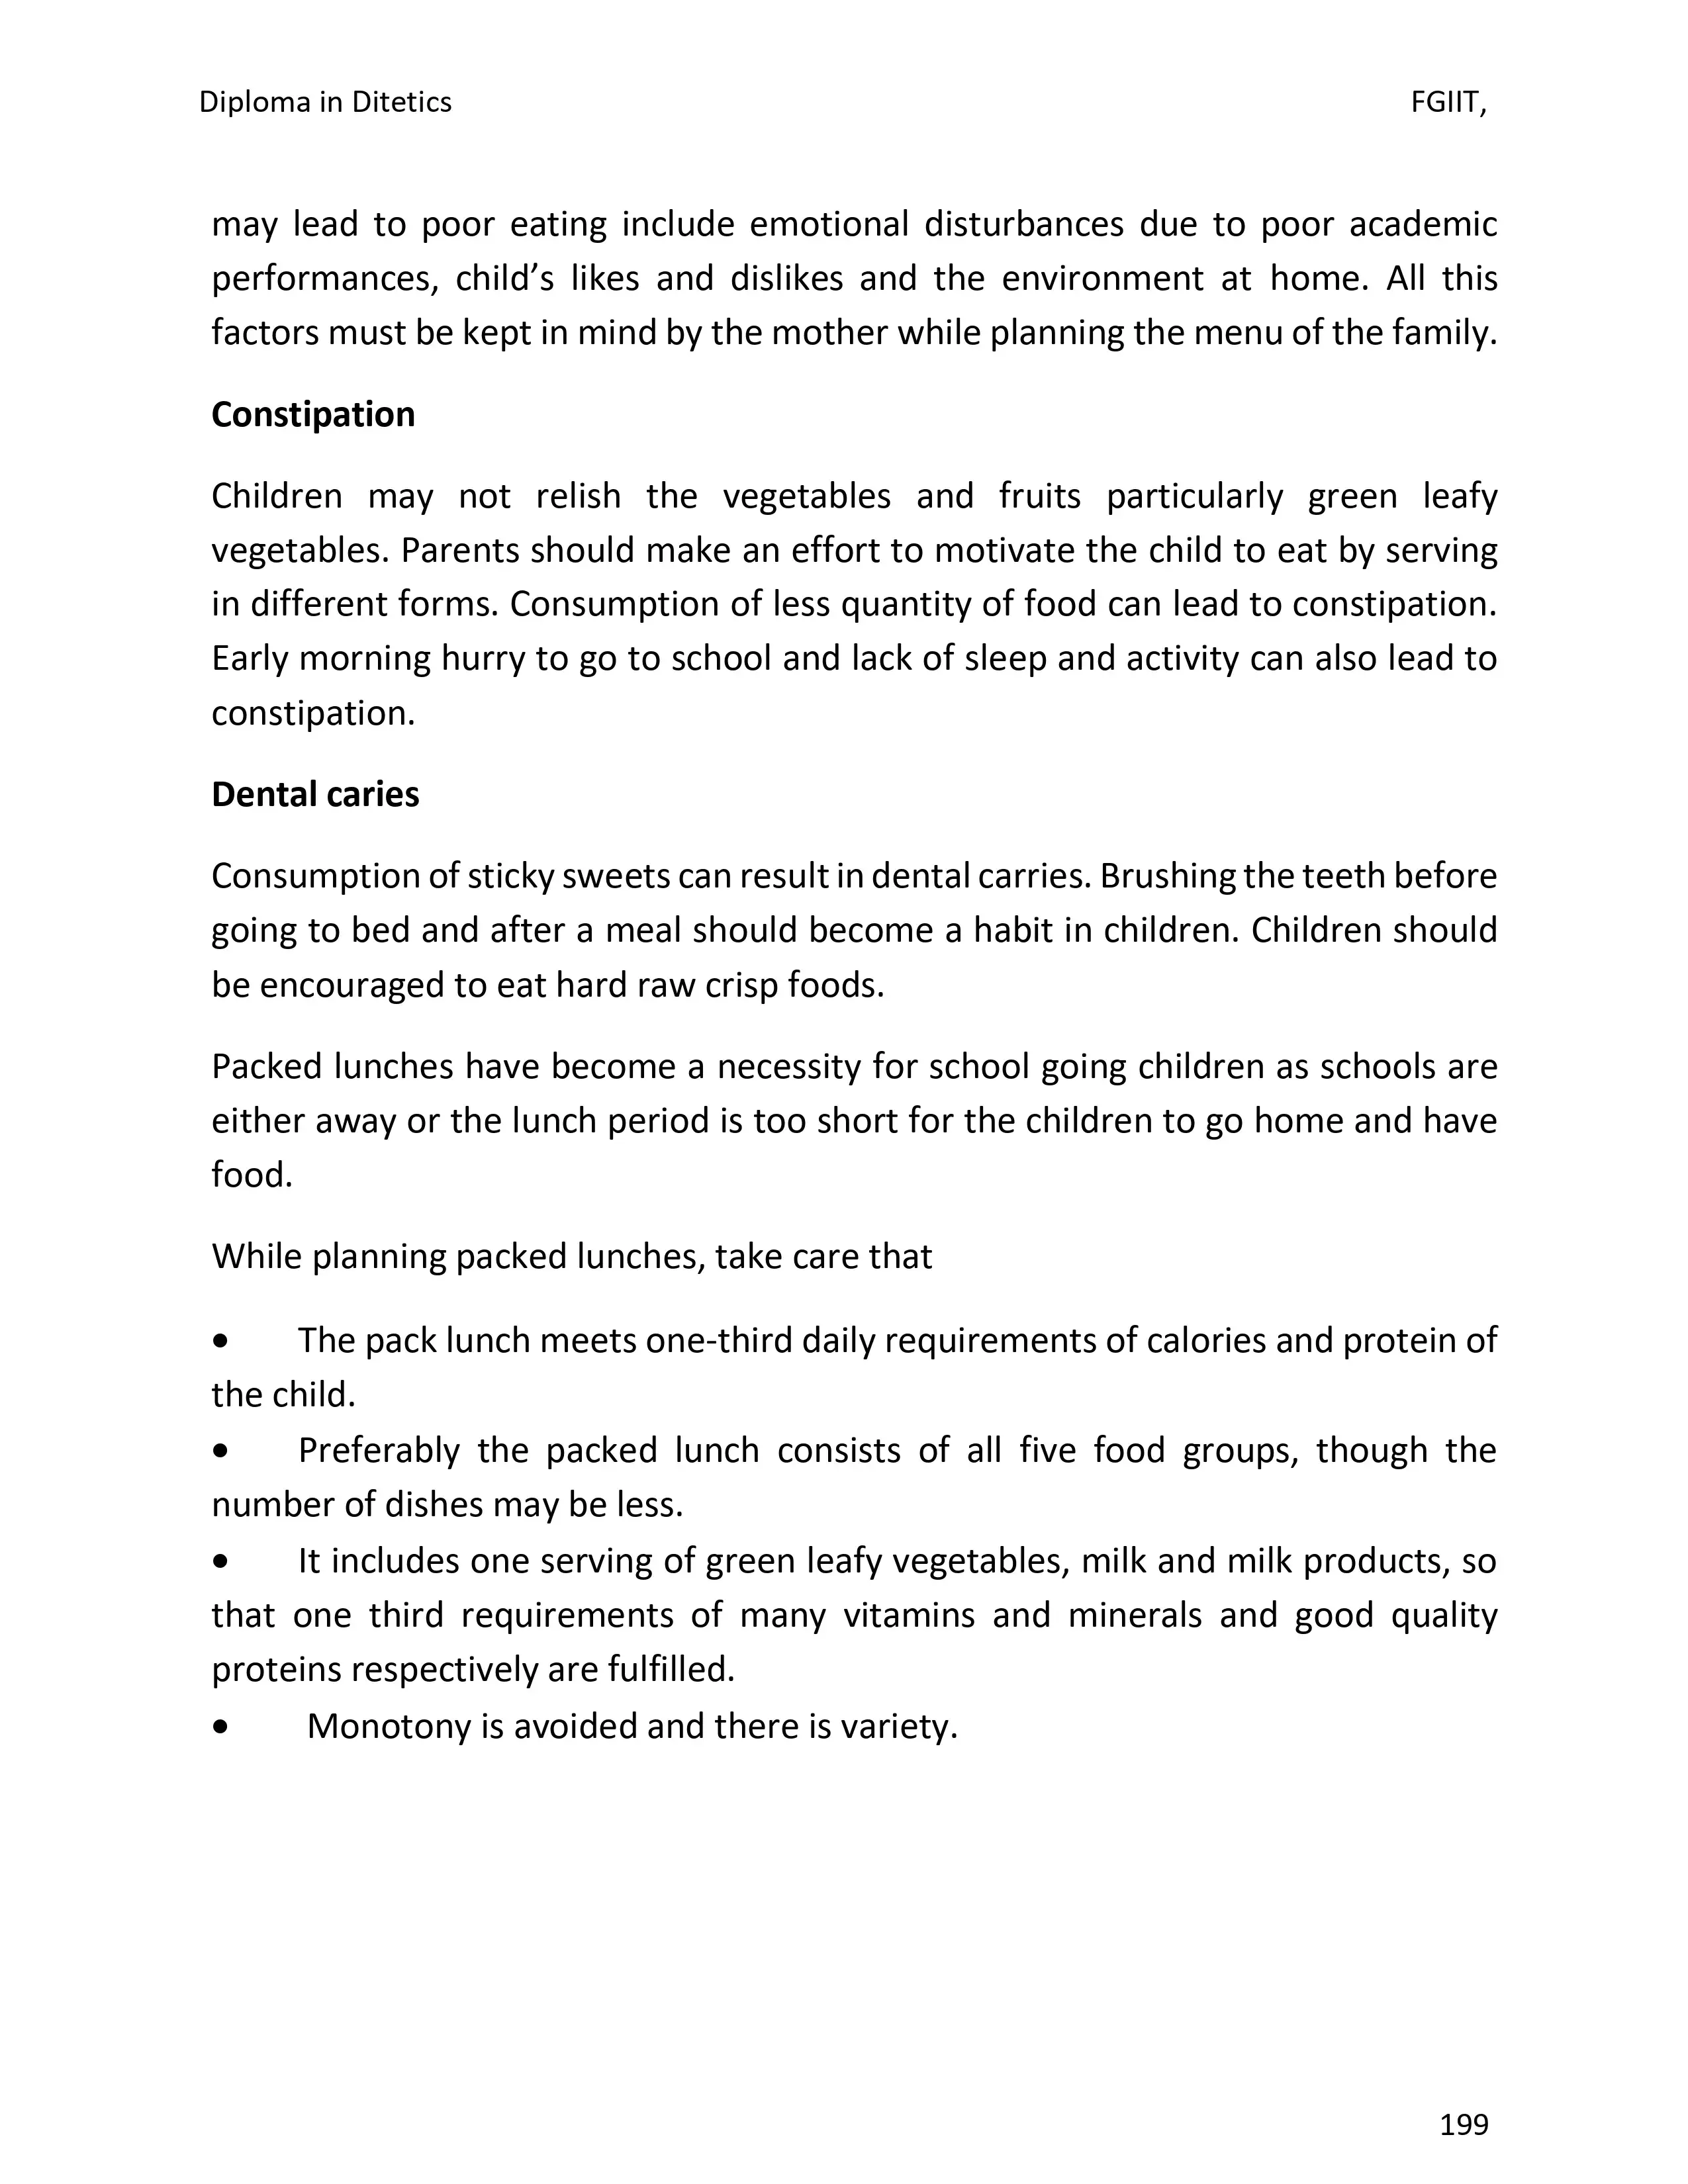 Diploma in Ditetics FGIIT,
may lead to poor eating include emotional disturbances due to poor academic
performances, child’s likes and dislikes and the environment at home. All this
factors must be kept in mind by the mother while planning the menu of the family.
Constipation
Children may not relish the vegetables and fruits particularly green leafy
vegetables. Parents should make an effort to motivate the child to eat by serving
in different forms. Consumption of less quantity of food can lead to constipation.
Early morning hurry to go to school and lack of sleep and activity can also lead to
constipation.
Dental caries
Consumption of sticky sweets can result in dental carries. Brushing the teeth before
going to bed and after a meal should become a habit in children. Children should
be encouraged to eat hard raw crisp foods.
Packed lunches have become a necessity for school going children as schools are
either away or the lunch period is too short for the children to go home and have
food.
While planning packed lunches, take care that
• The pack lunch meets one-third daily requirements of calories and protein of
the child.
• Preferably the packed lunch consists of all five food groups, though the
number of dishes may be less.
• It includes one serving of green leafy vegetables, milk and milk products, so
that one third requirements of many vitamins and minerals and good quality
proteins respectively are fulfilled.
• Monotony is avoided and there is variety.
199